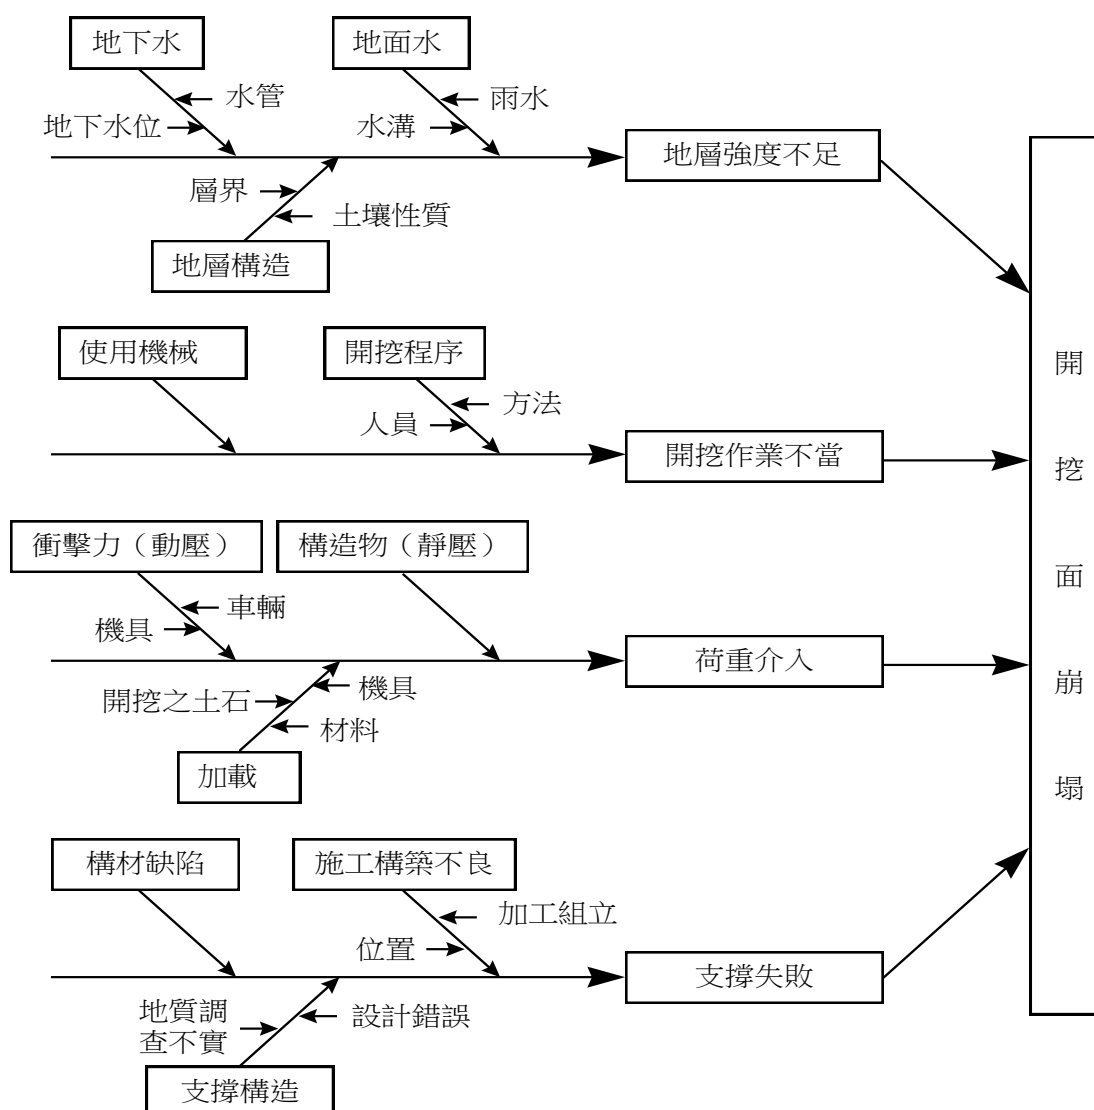 地下水
地面水
水管
雨水
地下水位
水溝
地層強度不足
層界
土壤性質
地層構造
使用機械
開挖程序
方法
人員
開挖作業不當
衝擊力（動壓）
構造物（靜壓）
車輛
機具
荷重介入
開挖之土石
機具
材料
加載
構材缺陷
施工構築不良
加工組立
位置
支撐失敗
地質調
查不實
設計錯誤
支撐構造
開挖面崩塌